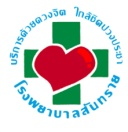 บริการด้วยดวงจิต ใกล้ชิดปวงประชา
โรงพยาบาลสันทราย